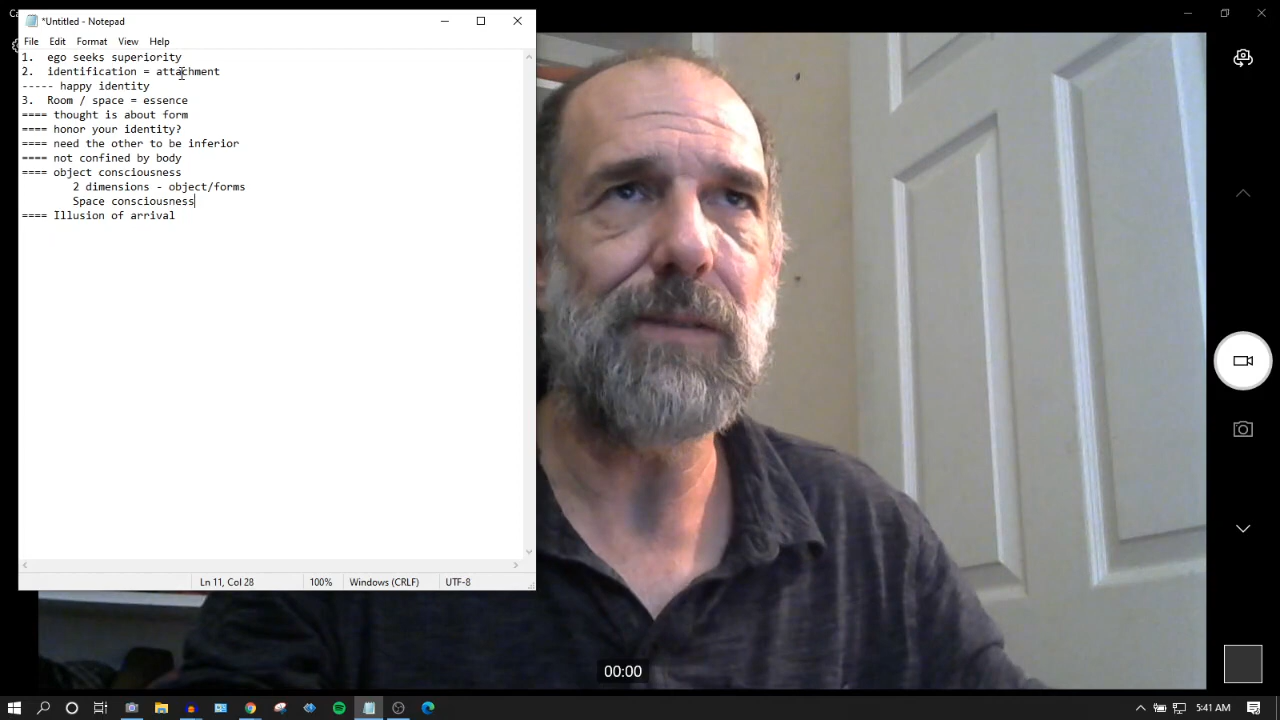 Ca
*Untitled - Notepad
File Edit Format View Help
1.  ego seeks superiority
2.  identification = attachment
----- happy identity
3.  Room / space = essence
==== thought is about form
==== honor your identity?
==== need the other to be inferior
==== not confined by body
==== object consciousness
        2 dimensions - object/forms
        Space consciousness
==== Illusion of arrival
Ln 11, Col 28 100% Windows (CRLF) UTF-8
00:00
5:41 AM